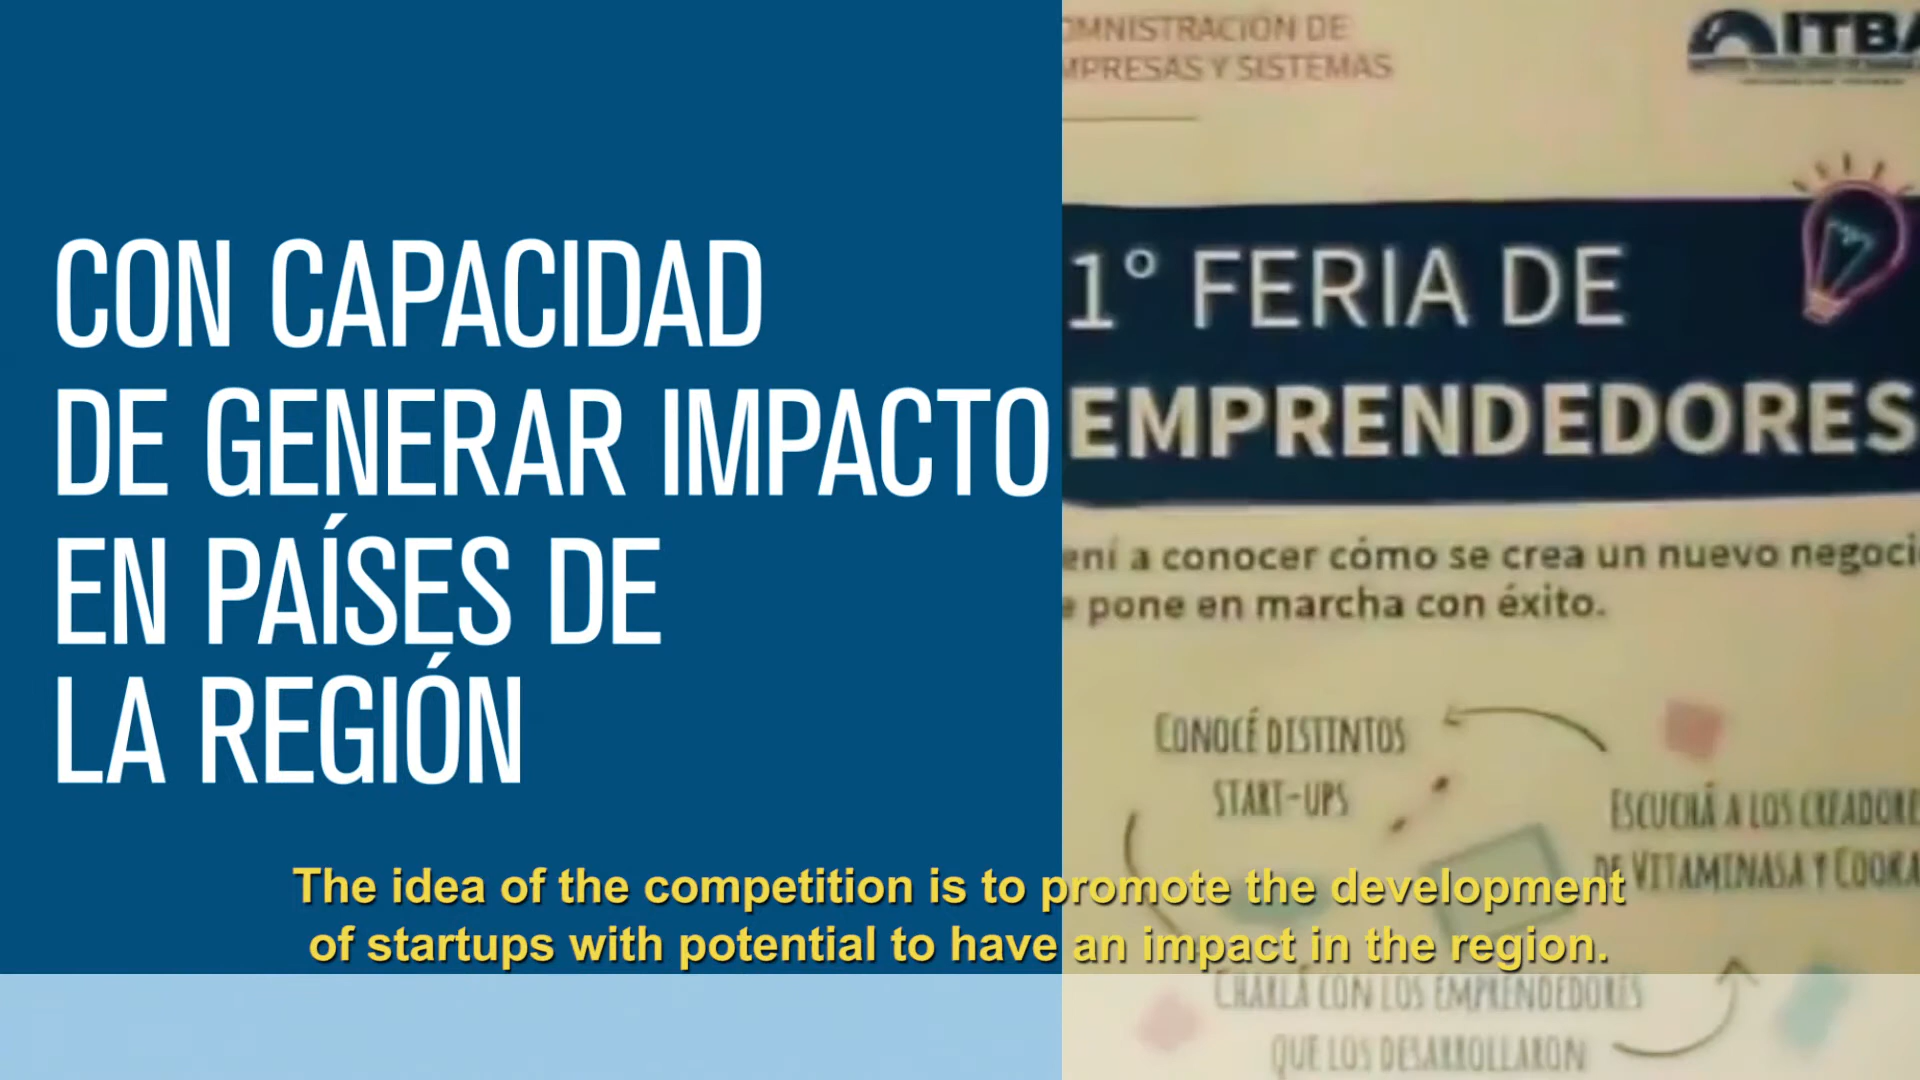 CON CAPACIDAD
DE GENERAR IMPACTO
EN PAÍSES DE
LA REGIÓN
DMNISTRACIÓN DE
MPRESAS Y SISTEMAS
ITBA
1° FERIA DE
EMPRENDEDORES
ení a conocer cómo se crea un nuevo negoci
e pone en marcha con éxito.
CONOCÉ DISTINTOS
START-UPS
ESCUCHÁ A LOS CREADORE
DE VITAMINASA Y COOKA
CHARLÁ CON LOS EMPRENDEDORES
QUE LOS DESARROLLARON
The idea of the competition is to promote the development
of startups with potential to have an impact in the region.